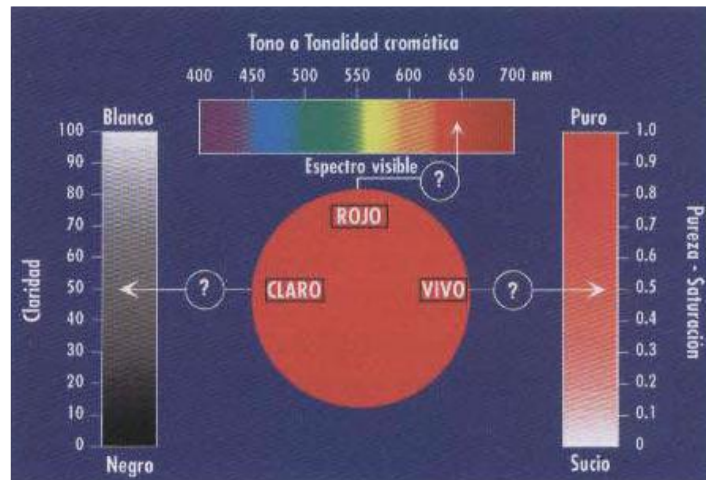 Tono o Tonalidad cromática
400 450 500 550 600 650 700 nm
Blanco
Puro
100
90
80
70
60
50
40
30
20
10
0
Claridad
Negro
Espectro visible
?
ROJO
?
CLARO
VIVO
?
1.0
0.9
0.8
0.7
0.6
0.5
0.4
0.3
0.2
0.1
0
Pureza - Saturación
Sucio